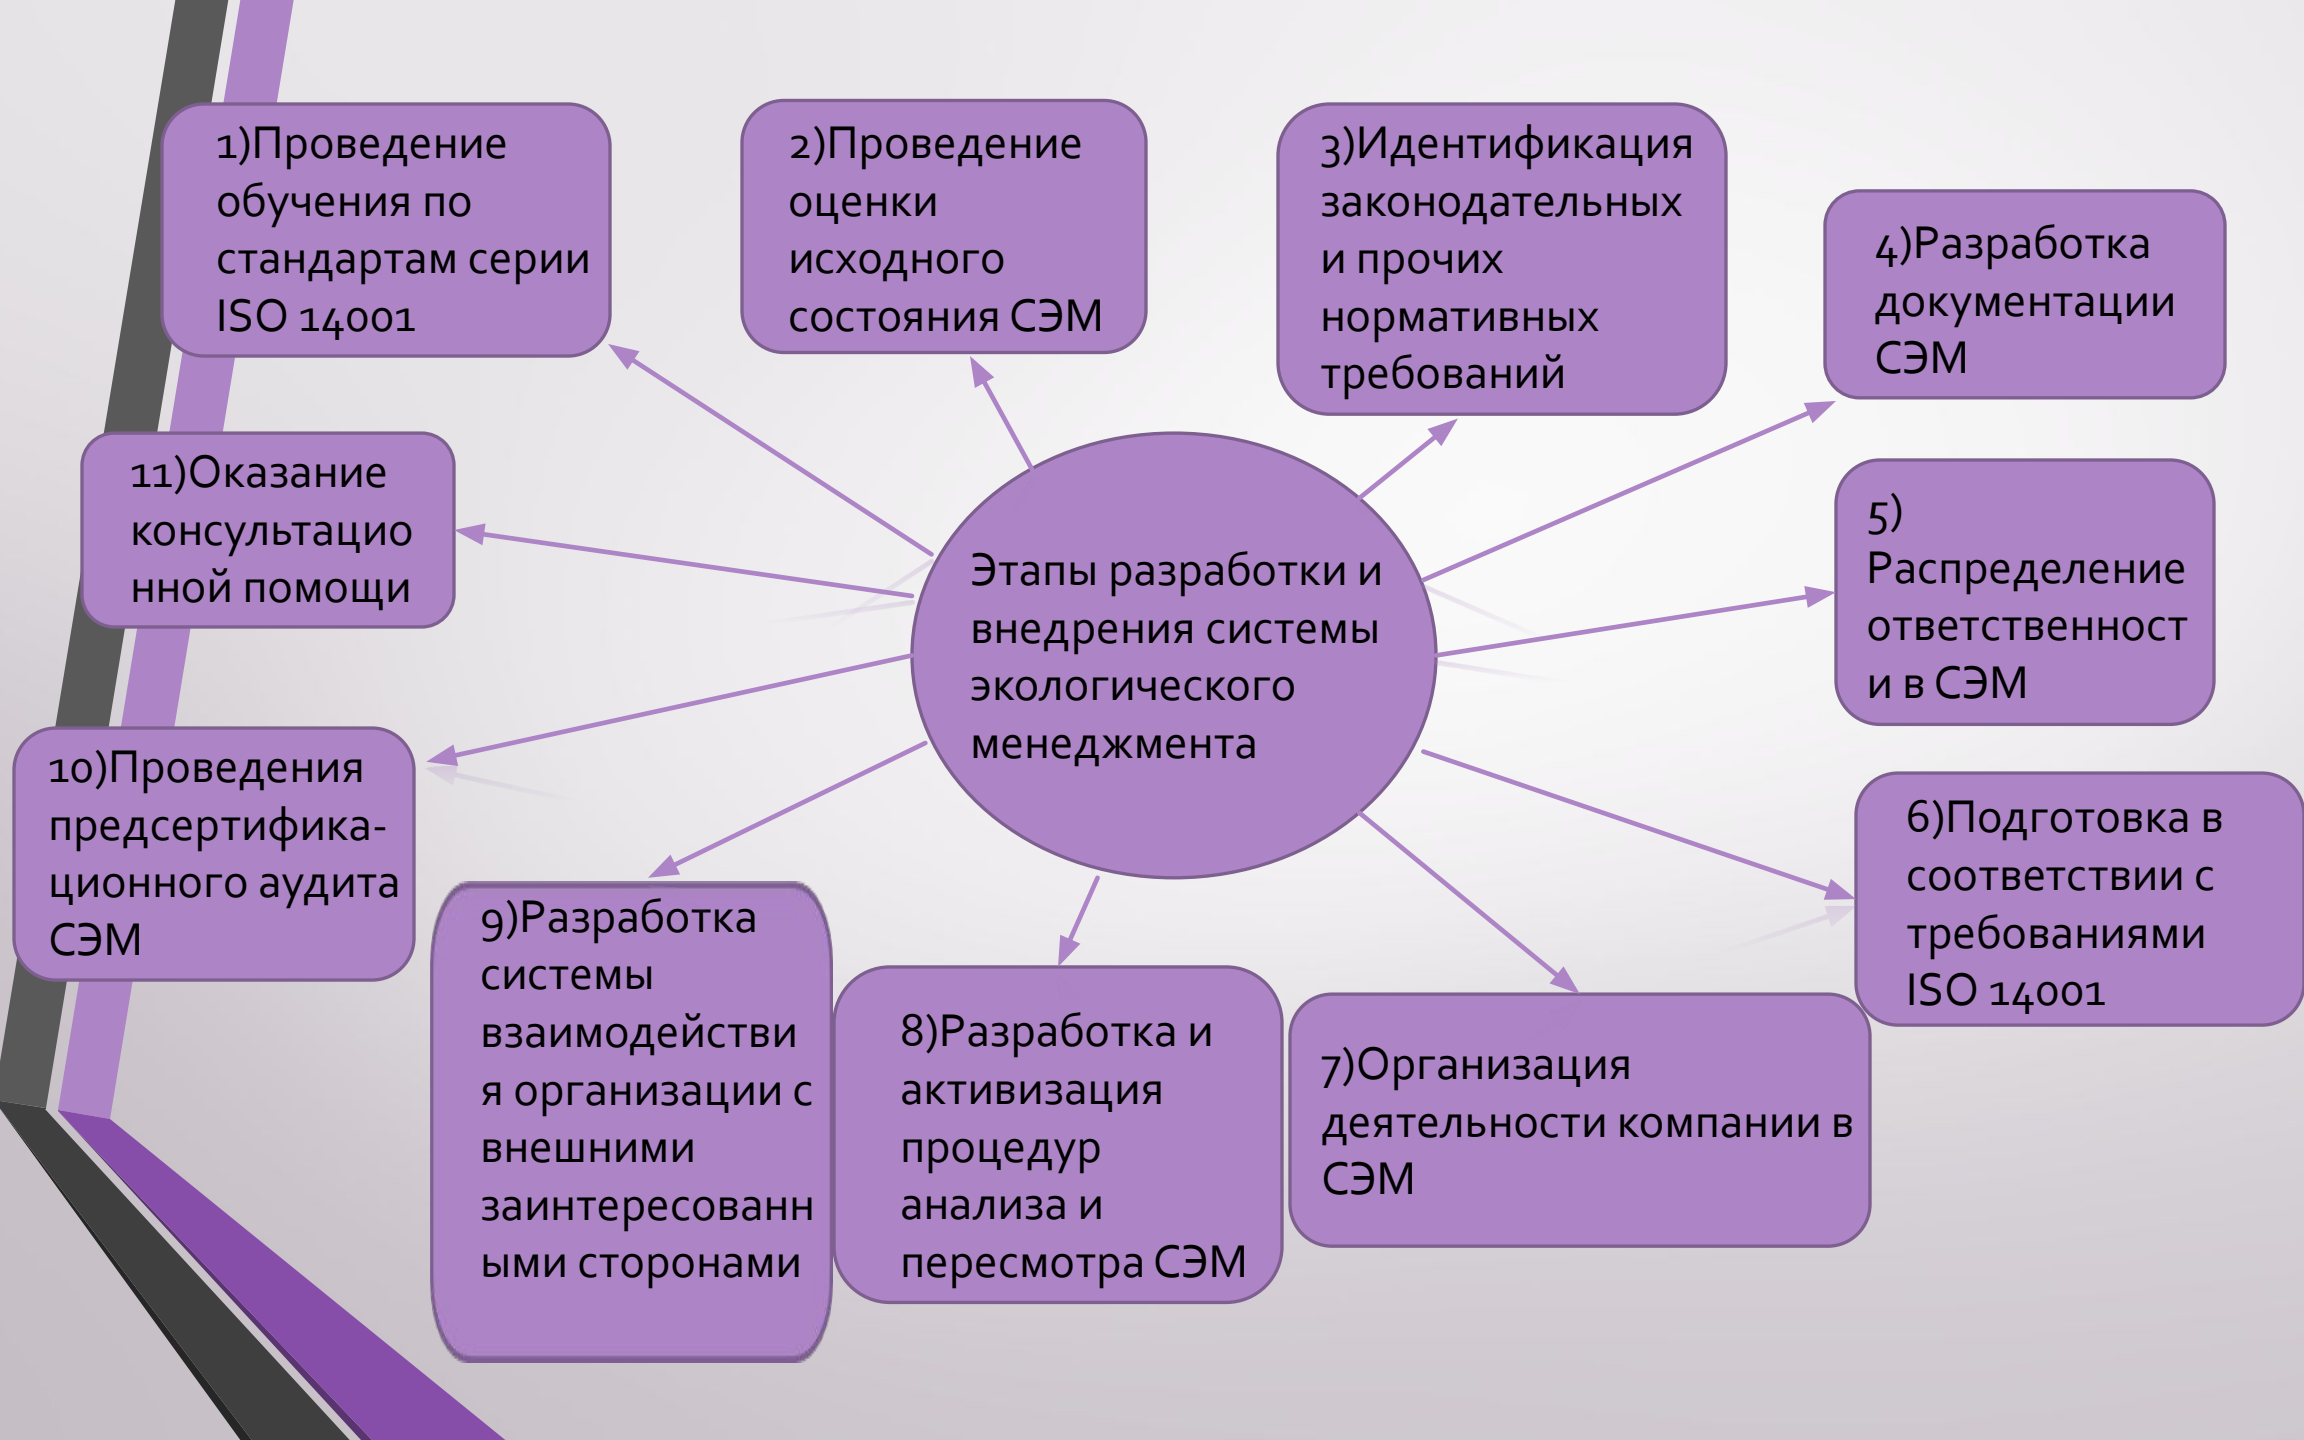 1)Проведение
обучения по
стандартам серии
ISO 14001
2)Проведение
оценки
исходного
состояния СЭМ
3)Идентификация
законодательных
и прочих
нормативных
требований
4)Разработка
документации
СЭМ
5)
Распределение
ответственност
и в СЭМ
6)Подготовка в
соответствии с
требованиями
ISO 14001
7)Организация
деятельности компании в
СЭМ
8)Разработка и
активизация
процедур
анализа и
пересмотра СЭМ
9)Разработка
системы
взаимодействи
я организации с
внешними
заинтересованн
ыми сторонами
10)Проведения
предсертифика-
ционного аудита
СЭМ
11)Оказание
консультацио
нной помощи
Этапы разработки и
внедрения системы
экологического
менеджмента